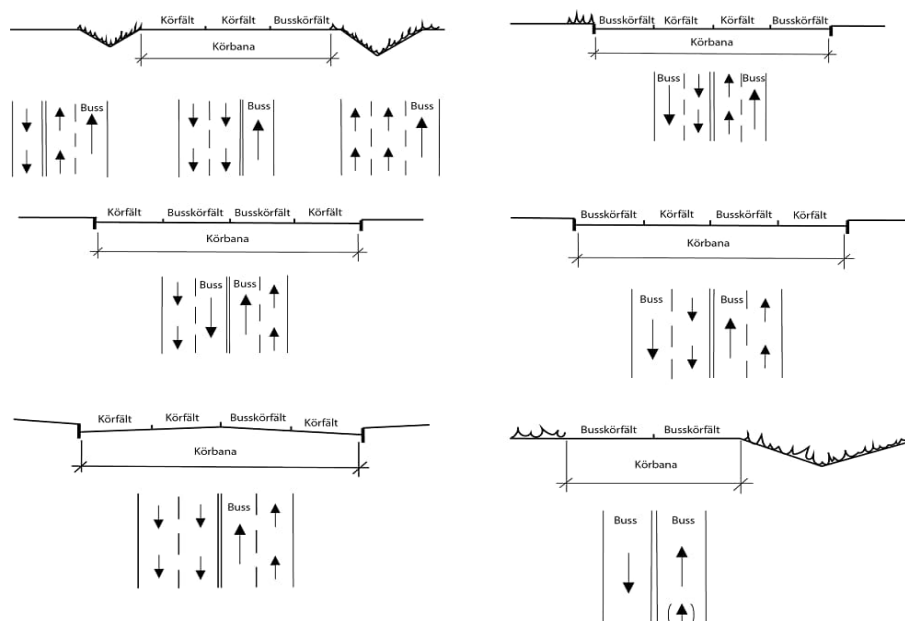 Körfält Körfält Busskörfält
Körbana
Buss
Buss
Buss
Busskörfält Körfält Körfält Busskörfält
Körbana
Buss Buss
Körfält Busskörfält Busskörfält Körfält
Körbana
Buss Buss
Busskörfält Körfält Busskörfält Körfält
Körbana
Buss Buss
Körfält Körfält Busskörfält Körfält
Körbana
Buss
Busskörfält Busskörfält
Körbana
Buss Buss